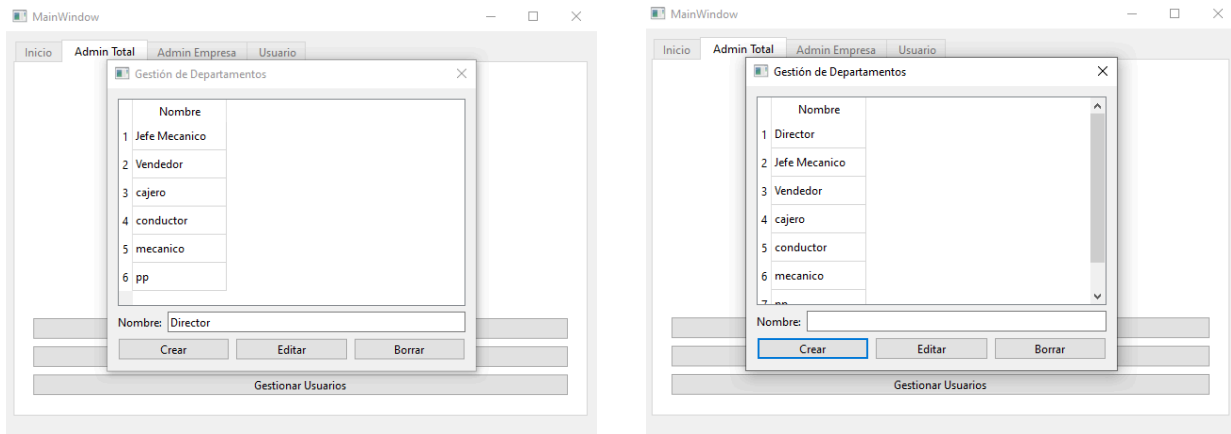 MainWindow
Inicio Admin Total Admin Empresa Usuario
Gestión de Departamentos
Nombre
1 Jefe Mecanico
2 Vendedor
3 cajero
4 conductor
5 mecanico
6 pp
Nombre: Director
Crear Editar Borrar
Gestionar Usuarios
MainWindow
Inicio Admin Total Admin Empresa Usuario
Gestión de Departamentos
Nombre
1 Director
2 Jefe Mecanico
3 Vendedor
4 cajero
5 conductor
6 mecanico
7 pp
Nombre:
Crear Editar Borrar
Gestionar Usuarios